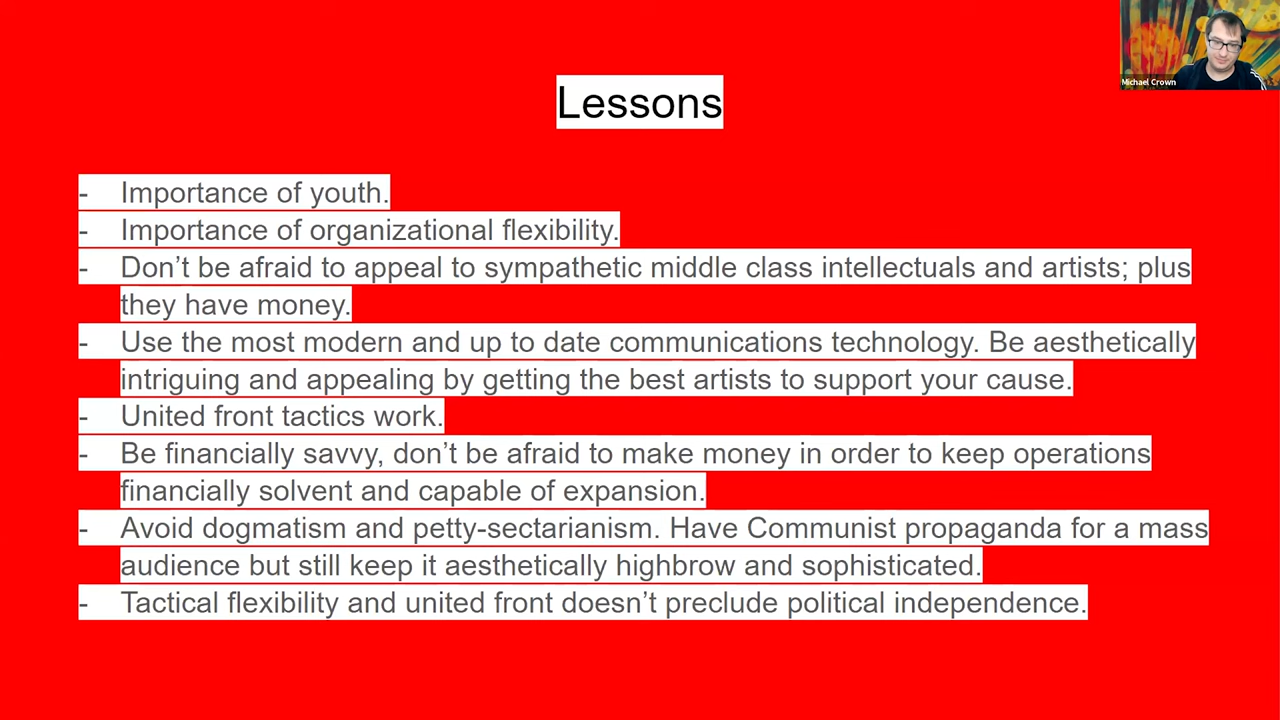 Michael Crown
Lessons
- Importance of youth.
- Importance of organizational flexibility.
- Don't be afraid to appeal to sympathetic middle class intellectuals and artists; plus
they have money.
- Use the most modern and up to date communications technology. Be aesthetically
intriguing and appealing by getting the best artists to support your cause.
- United front tactics work.
- Be financially savvy, don't be afraid to make money in order to keep operations
financially solvent and capable of expansion.
- Avoid dogmatism and petty-sectarianism. Have Communist propaganda for a mass
audience but still keep it aesthetically highbrow and sophisticated.
- Tactical flexibility and united front doesn't preclude political independence.